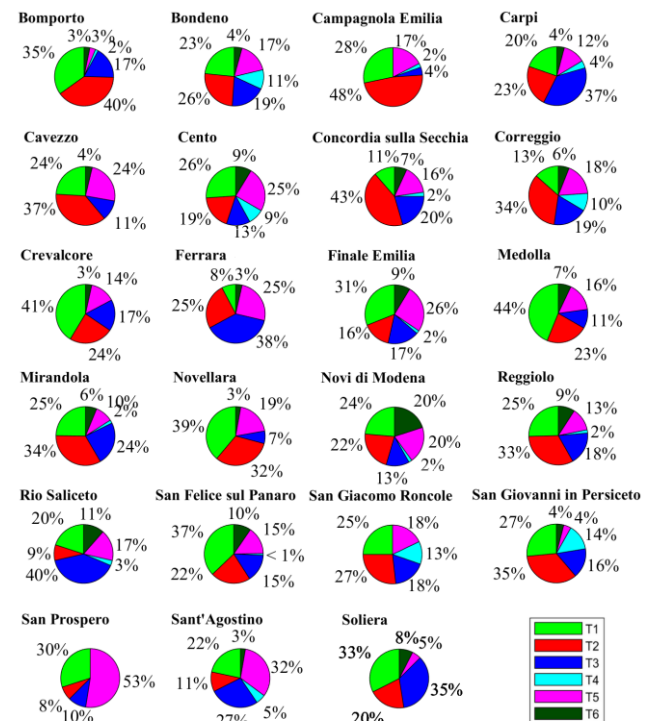 Bomporto
3% 3% 2% 17% 40% 35%
Bondeno
4% 17% 11% 19% 26% 23%
Campagnola Emilia
17% 2% 4% 48% 28%
Carpi
4% 12% 4% 37% 23% 20%
Cavezzo
4% 24% 11% 37% 24%
Cento
9% 25% 9% 13% 19% 26%
Concordia sulla Secchia
11% 7% 16% 2% 20% 43%
Correggio
13% 6% 18% 10% 19% 34%
Crevalcore
3% 14% 17% 24% 41%
Ferrara
8% 3% 25% 38% 25%
Finale Emilia
9% 26% 2% 17% 16% 31%
Medolla
7% 16% 11% 23% 44%
Mirandola
6% 10% 2% 24% 34% 25%
Novellara
3% 19% 7% 32% 39%
Novi di Modena
20% 20% 2% 13% 22% 24%
Reggiolo
9% 13% 2% 18% 33% 25%
Rio Saliceto
11% 17% 3% 40% 9% 20%
San Felice sul Panaro
10% 15% < 1% 15% 22% 37%
San Giacomo Roncole
18% 13% 18% 27% 25%
San Giovanni in Persiceto
4% 4% 14% 16% 35% 27%
San Prospero
53% 10% 8% 30%
Sant'Agostino
3% 32% 5% 27% 11% 22%
Soliera
8% 5% 35% 20% 33%
T1
T2
T3
T4
T5
T6